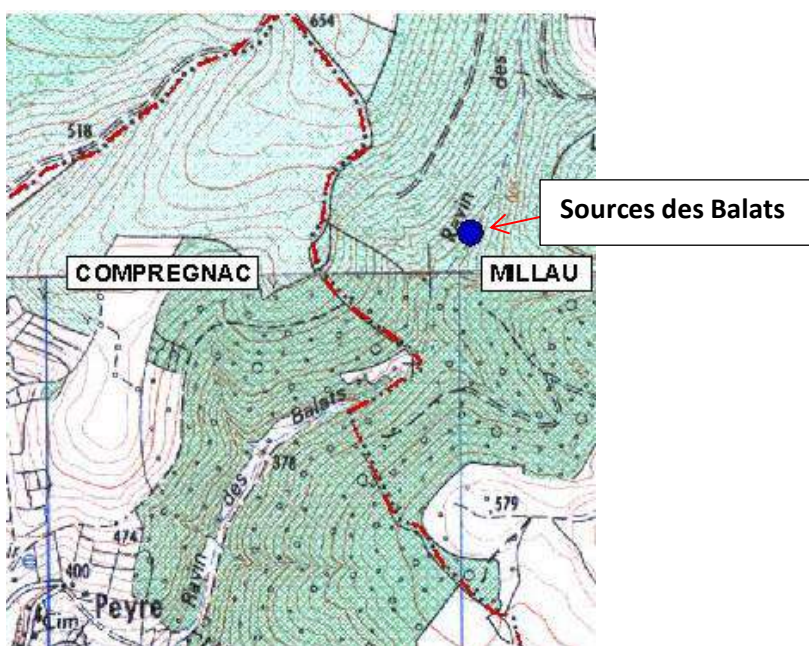 654
des
518
Ravin
Sources des Balats
COMPREGNAC
MILLAU
Balats
378
des
579
474
400
Ravin
Peyre
Cim